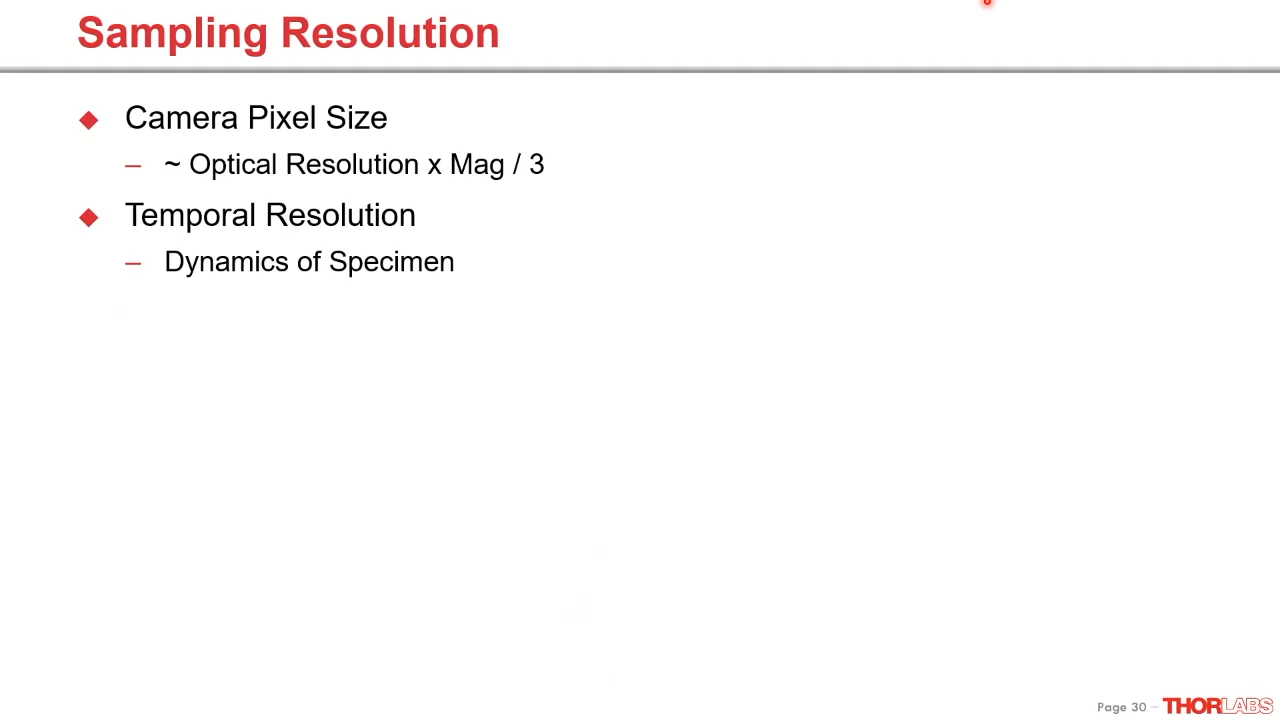 Sampling Resolution
Camera Pixel Size
– ~ Optical Resolution x Mag / 3
Temporal Resolution
– Dynamics of Specimen
Page 30 – THORLABS